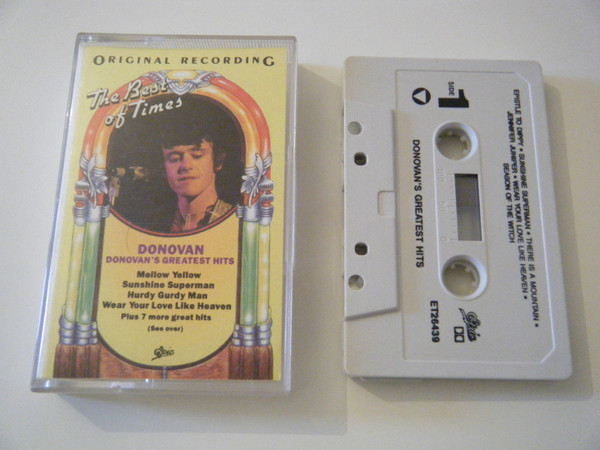 ORIGINAL RECORDING
The Best
of Times
DONOVAN
DONOVAN'S GREATEST HITS
Mellow Yellow
Sunshine Superman
Hurdy Gurdy Man
Wear Your Love Like Heaven
Plus 7 more great hits
(See over)
Epic
SIDE
1
EPISTLE TO DIPPY • SUNSHINE SUPERMAN • THERE IS A MOUNTAIN •
JENNIFER JUNIPER • WEAR YOUR LOVE LIKE HEAVEN •
SEASON OF THE WITCH
DONOVAN'S GREATEST HITS
Epic
ET26439